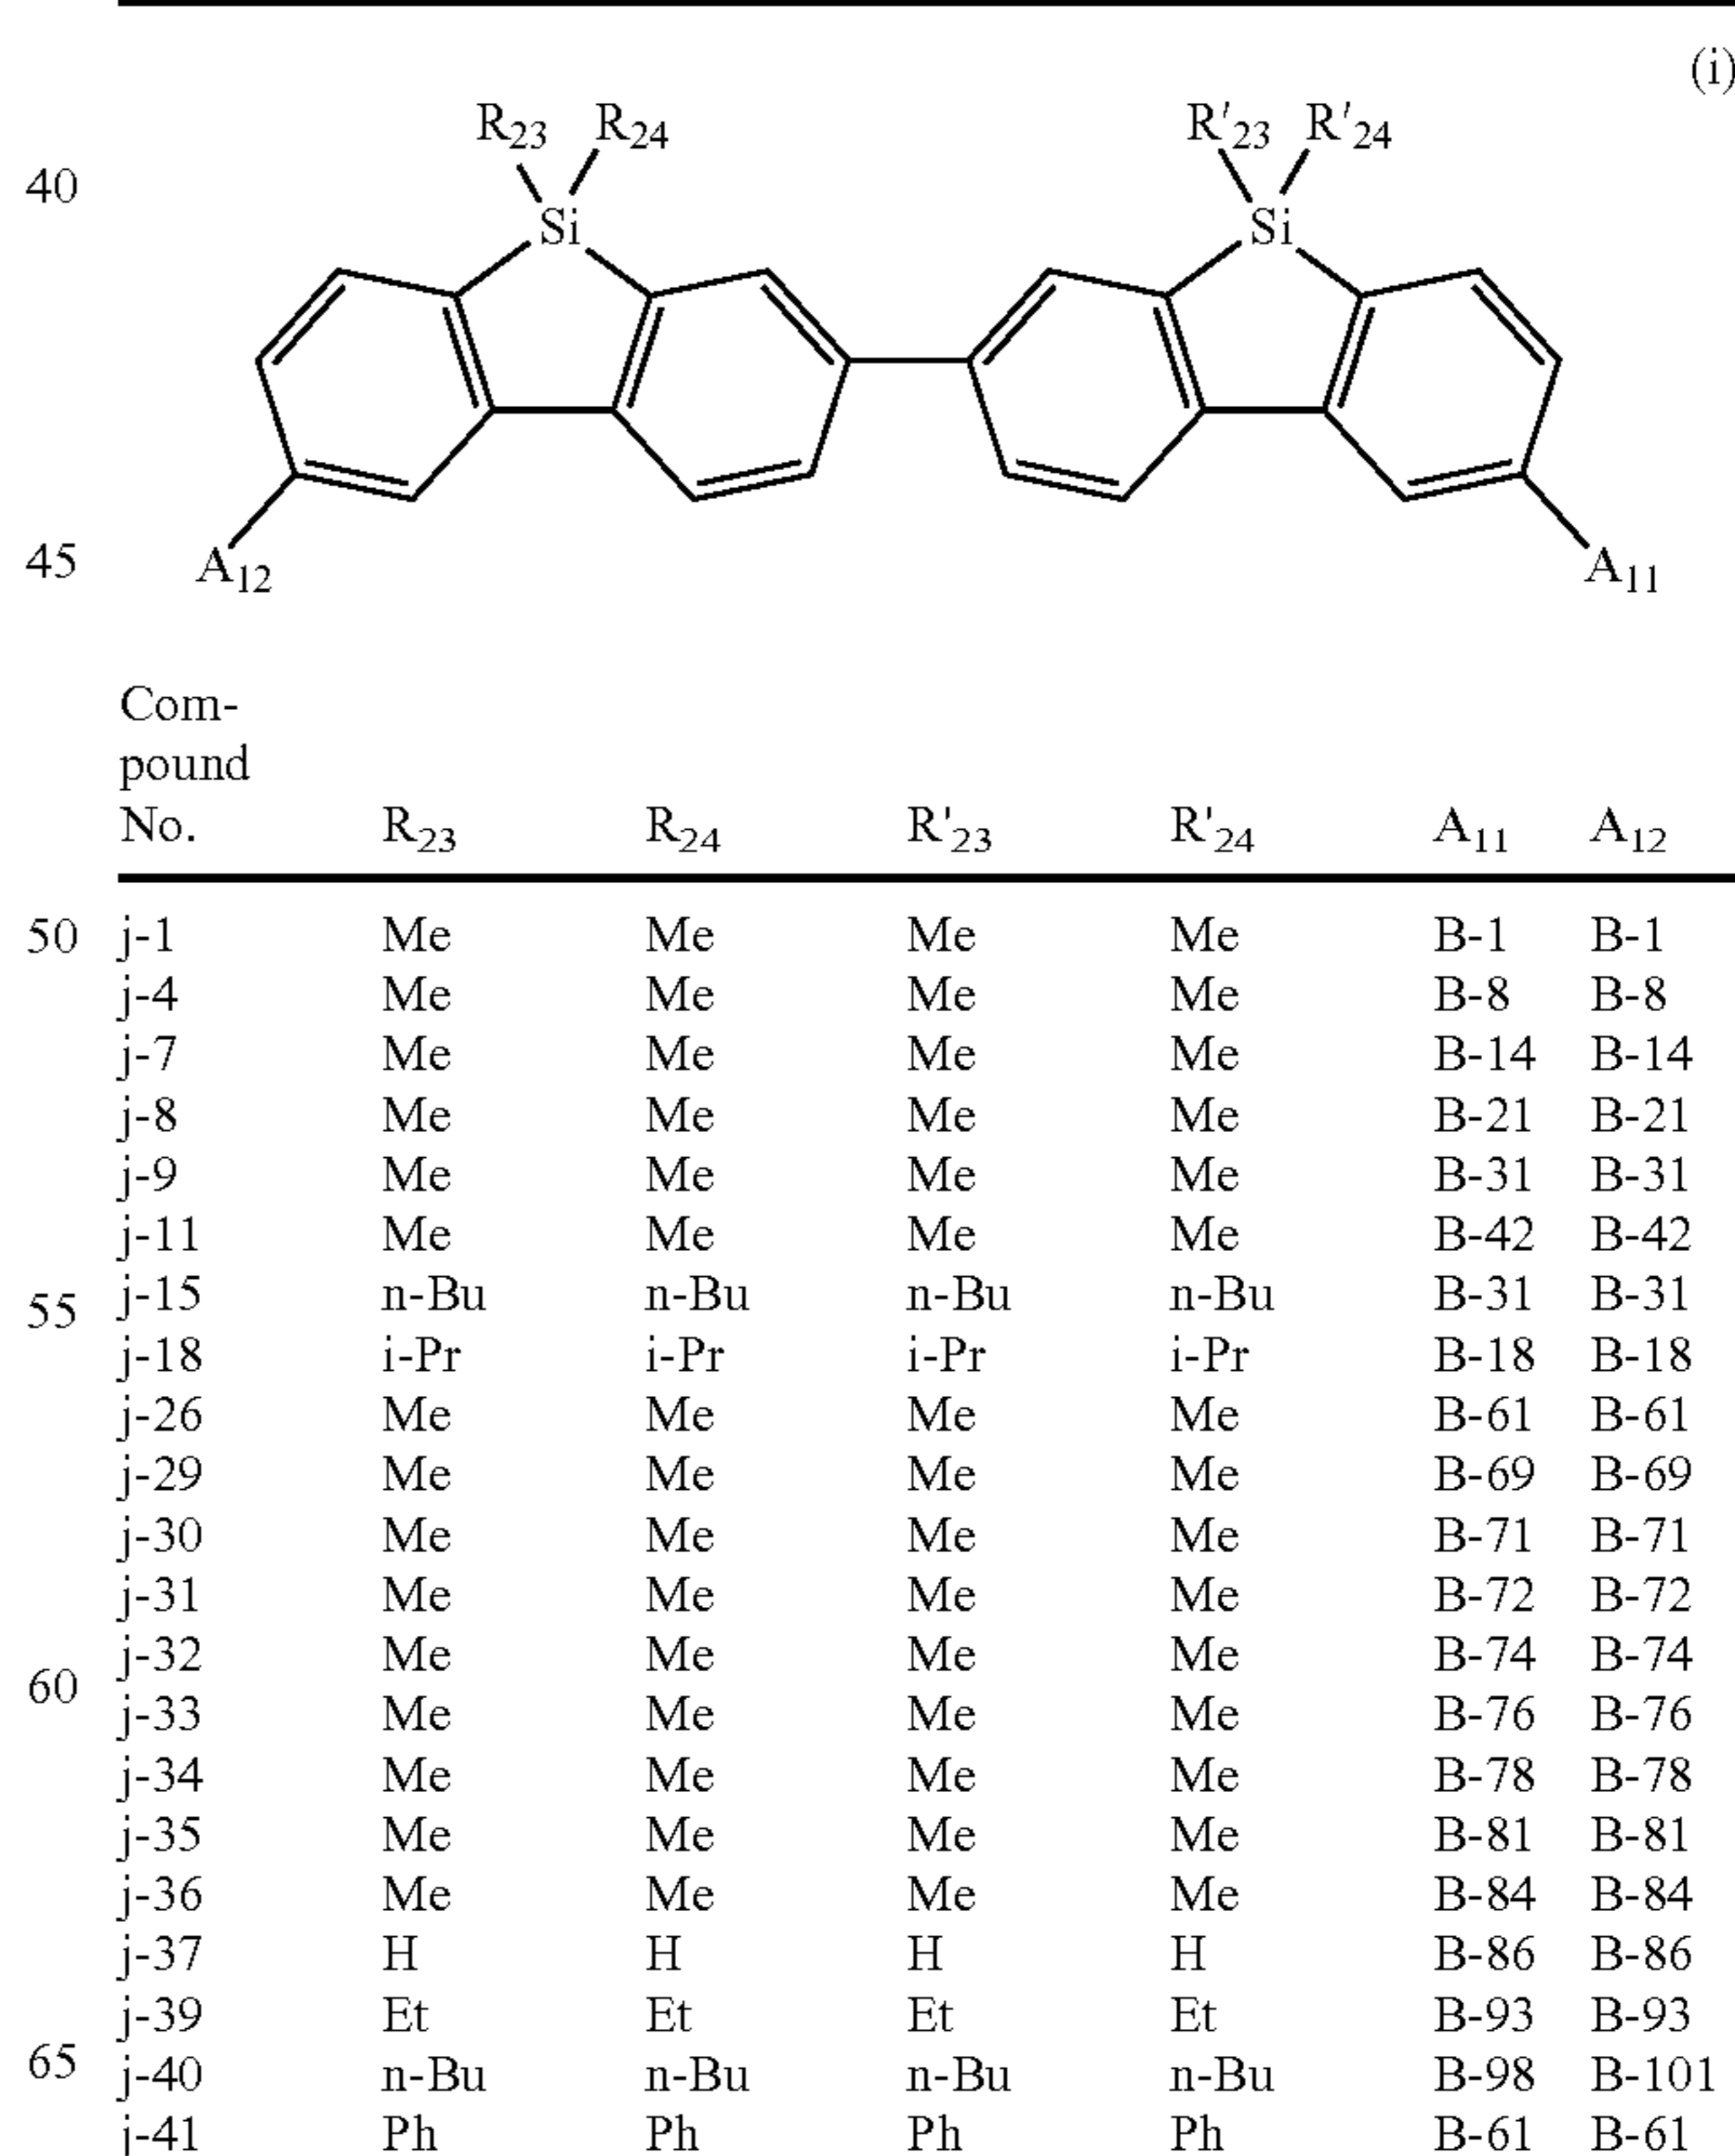 (i)
R23 R24 R'23 R'24
40
Si Si
45
A12 A11
Com-
pound
No. R23 R24 R'23 R'24 A11 A12
50 j-1 Me Me Me Me B-1 B-1
j-4 Me Me Me Me B-8 B-8
j-7 Me Me Me Me B-14 B-14
j-8 Me Me Me Me B-21 B-21
j-9 Me Me Me Me B-31 B-31
j-11 Me Me Me Me B-42 B-42
55 j-15 n-Bu n-Bu n-Bu n-Bu B-31 B-31
j-18 i-Pr i-Pr i-Pr i-Pr B-18 B-18
j-26 Me Me Me Me B-61 B-61
j-29 Me Me Me Me B-69 B-69
j-30 Me Me Me Me B-71 B-71
j-31 Me Me Me Me B-72 B-72
j-32 Me Me Me Me B-74 B-74
60
j-33 Me Me Me Me B-76 B-76
j-34 Me Me Me Me B-78 B-78
j-35 Me Me Me Me B-81 B-81
j-36 Me Me Me Me B-84 B-84
j-37 H H H H B-86 B-86
j-39 Et Et Et Et B-93 B-93
65 j-40 n-Bu n-Bu n-Bu n-Bu B-98 B-101
j-41 Ph Ph Ph Ph B-61 B-61